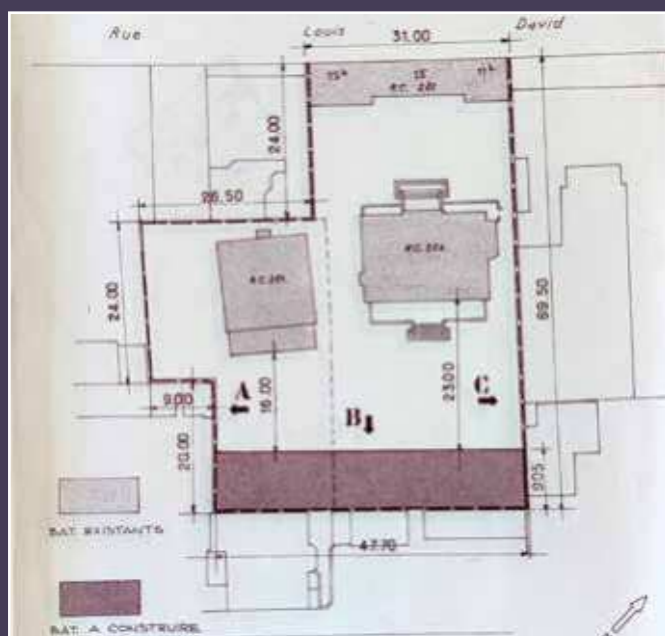 Rue Louis David
31.00
15
R.C.
24.00
26.50
24.00
69.50
A
B
C
16.00
23.00
9.00
20.00
9.05
47.70
BAT. EXISTANTS
BAT. A CONSTRUIRE